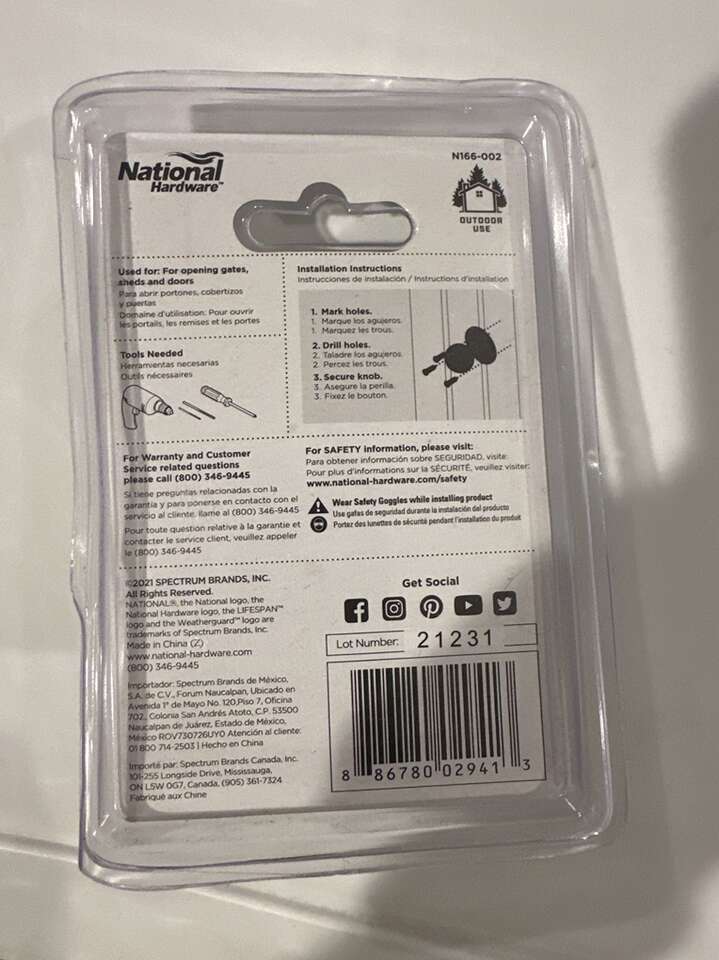 National
Hardware™
N166-002
OUTDOOR
USE
Used for: For opening gates,
sheds and doors
Para abrir portones, cobertizos
y puertas
Domaine d'utilisation: Pour ouvrir
les portails, les remises et les portes
Tools Needed
Herramientas necesarias
Outils nécessaires
Installation Instructions
Instrucciones de instalación / Instructions d'installation
1. Mark holes.
1. Marque los agujeros.
1. Marquez les trous.
2. Drill holes.
2. Taladre los agujeros.
2. Percez les trous.
3. Secure knob.
3. Asegure la perilla.
3. Fixez le bouton.
For Warranty and Customer
Service related questions
please call (800) 346-9445
Si tiene preguntas relacionadas con la
garantía y para ponerse en contacto con el
servicio al cliente, llame al (800) 346-9445
Pour toute question relative à la garantie et
contacter le service client, veuillez appeler
le (800) 346-9445
For SAFETY information, please visit:
Para obtener información sobre SEGURIDAD, visite:
Pour plus d'informations sur la SÉCURITÉ, veuillez visiter:
www.national-hardware.com/safety
Wear Safety Goggles while installing product
Use gafas de seguridad durante la instalación del producto
Portez des lunettes de sécurité pendant l'installation du produit
©2021 SPECTRUM BRANDS, INC.
All Rights Reserved.
NATIONAL®, the National logo, the
National Hardware logo, the LIFESPAN™
logo and the Weatherguard™ logo are
trademarks of Spectrum Brands, Inc.
Made in China (Z)
www.national-hardware.com
(800) 346-9445
Importador: Spectrum Brands de México,
S.A. de C.V., Forum Naucalpan, Ubicado en
Avenida 1° de Mayo No. 120,Piso 7, Oficina
702, Colonia San Andrés Atoto, C.P. 53500
Naucalpan de Juárez, Estado de México,
México ROV730726UY0 Atención al cliente:
01 800 714-2503 | Hecho en China
Importé par: Spectrum Brands Canada, Inc.
101-255 Longside Drive, Mississauga,
ON L5W 0G7, Canada, (905) 361-7324
Fabriqué aux Chine
Get Social
Lot Number: 21231
8 86780 02941 3